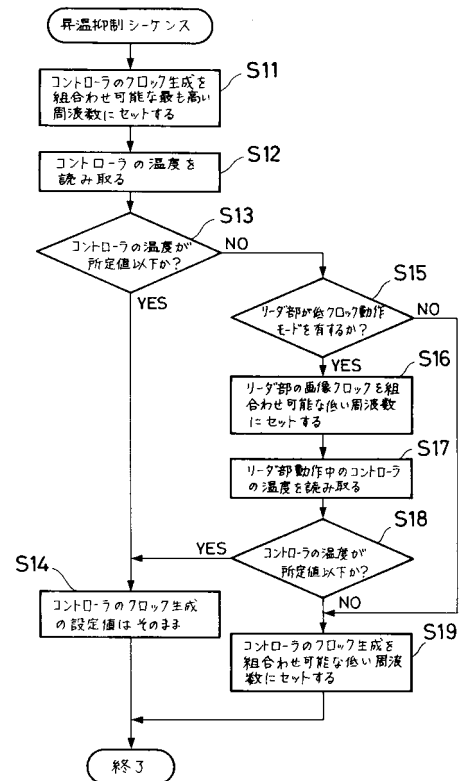 昇温抑制シーケンス
S11
コントローラのクロック生成を
組合わせ可能な最も高い
周波数にセットする
S12
コントローラの温度を
読み取る
S13
コントローラの温度が
所定値以下か?
NO
YES
S15
リーダ部が低クロック動作
モードを有するか?
NO
YES
S16
リーダ部の画像クロックを組
合わせ可能な低い周波数
にセットする
S17
リーダ部動作中のコントローラ
の温度を読み取る
S18
コントローラの温度が
所定値以下か?
YES
NO
S14
コントローラのクロック生成
の設定値はそのまま
S19
コントローラのクロック生成を
組合わせ可能な低い周波
数にセットする
終了